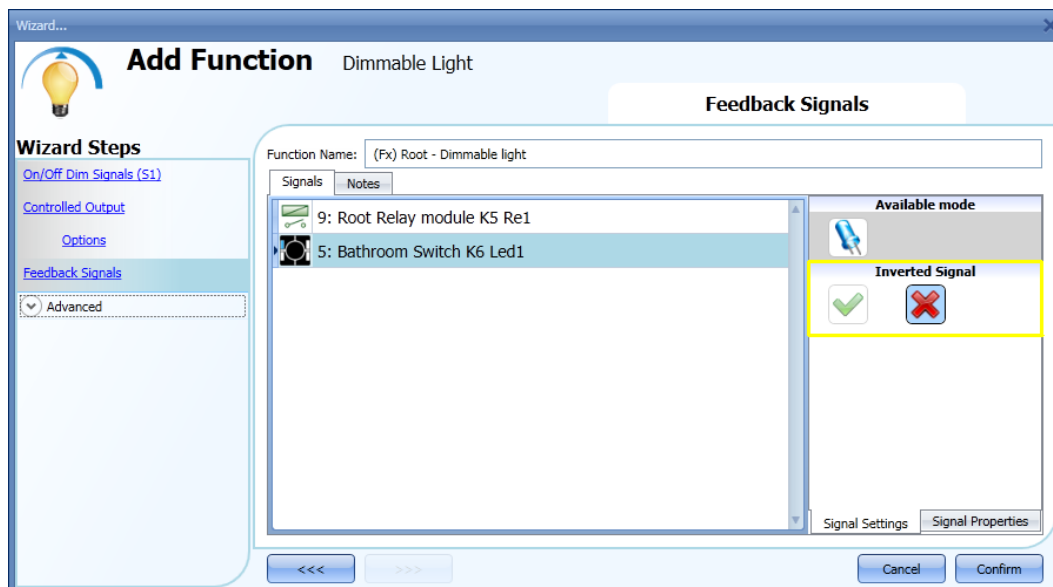 Wizard...
Add Function Dimmable Light
Feedback Signals
Wizard Steps
On/Off Dim Signals (S1)
Controlled Output
Options
Feedback Signals
Advanced
Function Name: (Fx) Root - Dimmable light
Signals Notes
9: Root Relay module K5 Re1
5: Bathroom Switch K6 Led1
Available mode
Inverted Signal
Signal Settings Signal Properties
<<< >>> Cancel Confirm